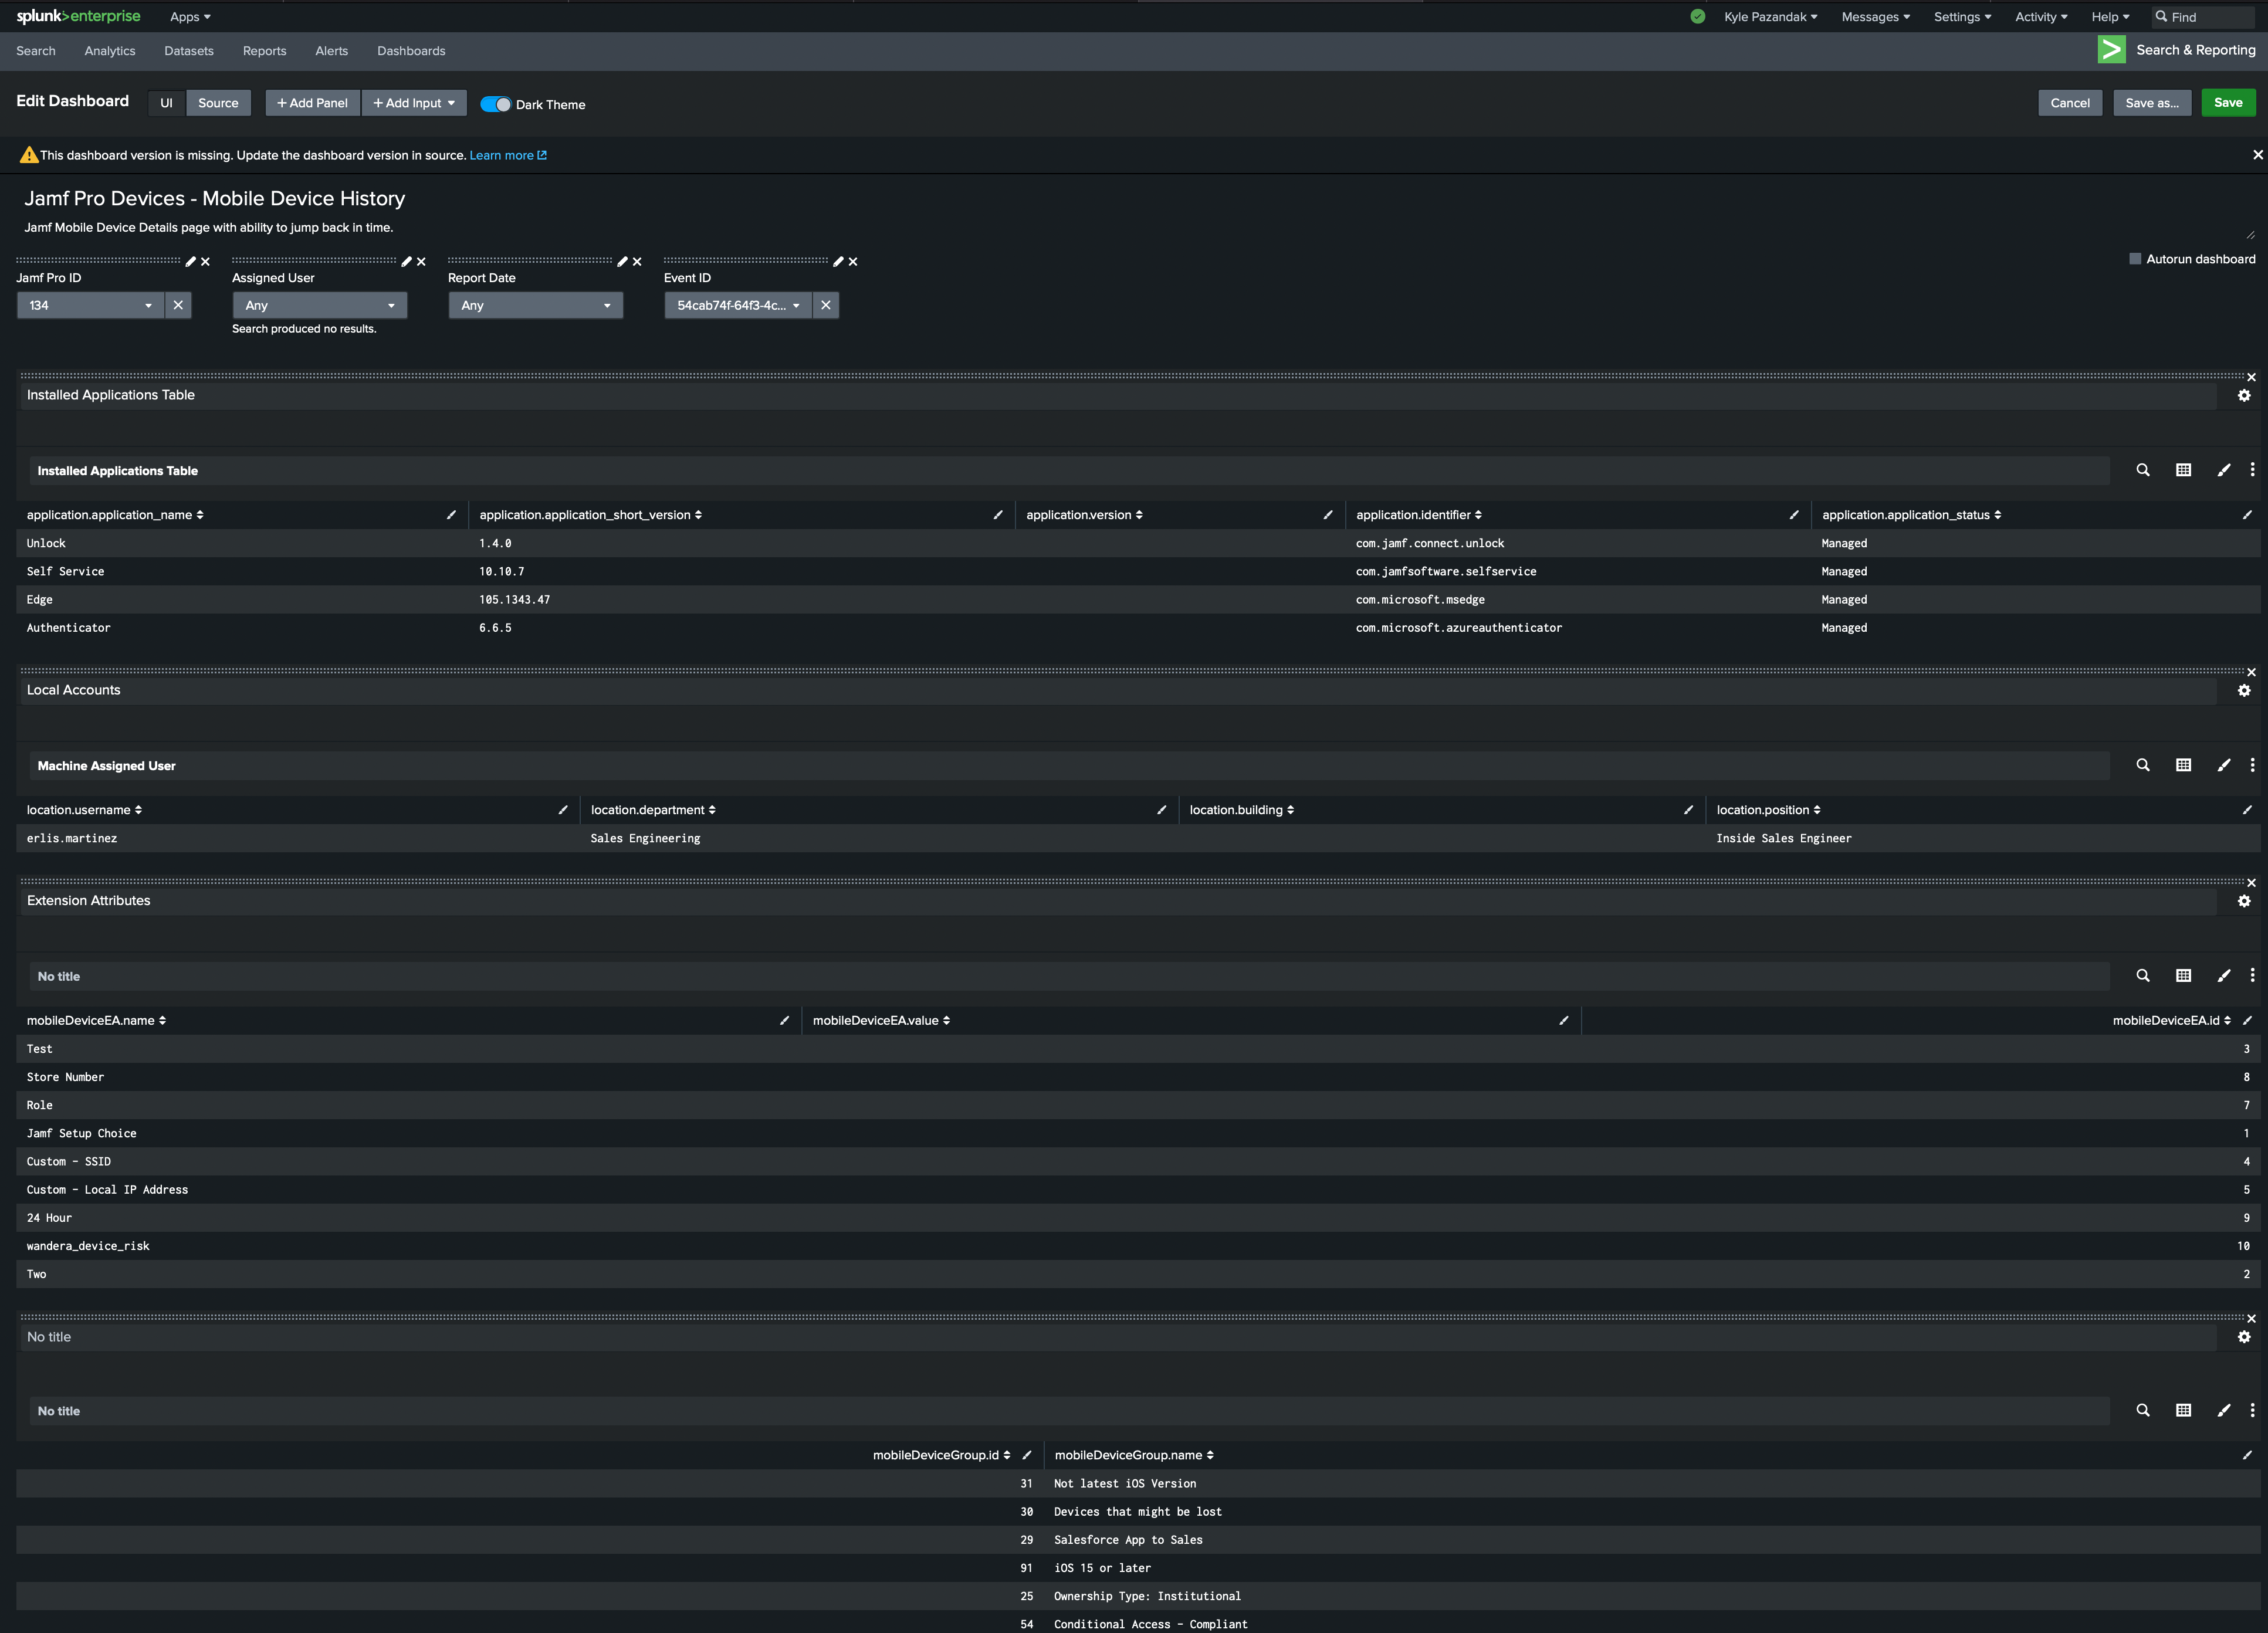 splunk>enterprise Apps Kyle Pazandak Messages Settings Activity Help Find
Search Analytics Datasets Reports Alerts Dashboards Search & Reporting
Edit Dashboard UI Source + Add Panel + Add Input Dark Theme Cancel Save as... Save
This dashboard version is missing. Update the dashboard version in source. Learn more
Jamf Pro Devices - Mobile Device History
Jamf Mobile Device Details page with ability to jump back in time.
Autorun dashboard
Jamf Pro ID Assigned User Report Date Event ID
134 Any Any 54cab74f-64f3-4c...
Search produced no results.
Installed Applications Table
Installed Applications Table
application.application_name application.application_short_version application.version application.identifier application.application_status
Unlock 1.4.0 com.jamf.connect.unlock Managed
Self Service 10.10.7 com.jamfsoftware.selfservice Managed
Edge 105.1343.47 com.microsoft.msedge Managed
Authenticator 6.6.5 com.microsoft.azureauthenticator Managed
Local Accounts
Machine Assigned User
location.username location.department location.building location.position
erlis.martinez Sales Engineering Inside Sales Engineer
Extension Attributes
No title
mobileDeviceEA.name mobileDeviceEA.value mobileDeviceEA.id
Test 3
Store Number 8
Role 7
Jamf Setup Choice 1
Custom - SSID 4
Custom - Local IP Address 5
24 Hour 9
wandera_device_risk 10
Two 2
No title
No title
mobileDeviceGroup.id mobileDeviceGroup.name
31 Not latest iOS Version
30 Devices that might be lost
29 Salesforce App to Sales
91 iOS 15 or later
25 Ownership Type: Institutional
54 Conditional Access - Compliant